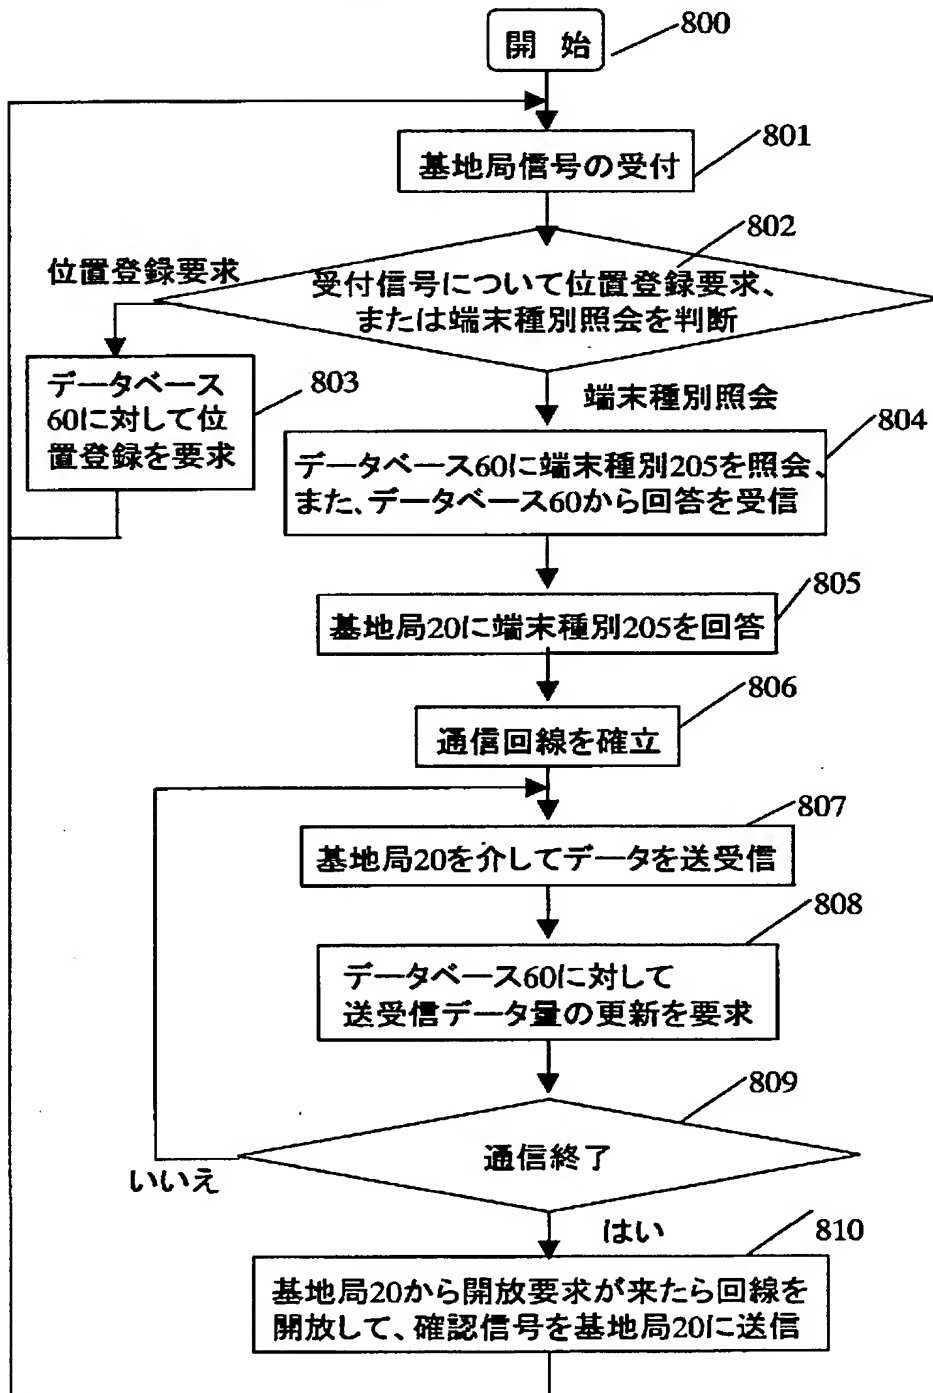 開 始
800
基地局信号の受付
801
802
受付信号について位置登録要求、
または端末種別照会を判断
位置登録要求
データベース
60に対して位
置登録を要求
803
端末種別照会
804
データベース60に端末種別205を照会、
また、データベース60から回答を受信
805
基地局20に端末種別205を回答
806
通信回線を確立
807
基地局20を介してデータを送受信
808
データベース60に対して
送受信データ量の更新を要求
809
通信終了
いいえ
はい
810
基地局20から開放要求が来たら回線を
開放して、確認信号を基地局20に送信